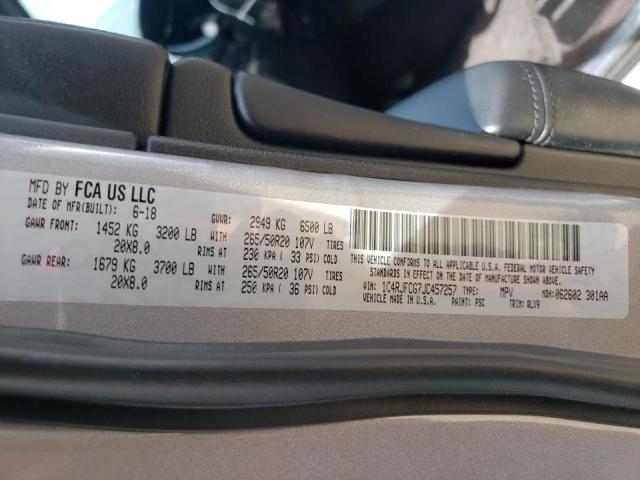 MFD BY FCA US LLC
DATE OF MFR(BUILT): 6-18 GVWR: 2949 KG 6500 LB
GAWR FRONT: 1452 KG 3200 LB WITH 265/50R20 107V TIRES
20X8.0 RIMS AT 230 KPA ( 33 PSI) COLD
GAWR REAR: 1679 KG 3700 LB WITH 265/50R20 107V TIRES
20X8.0 RIMS AT 250 KPA ( 36 PSI) COLD
THIS VEHICLE CONFORMS TO ALL APPLICABLE U.S.A. FEDERAL MOTOR VEHICLE SAFETY
STANDARDS IN EFFECT ON THE DATE OF MANUFACTURE SHOWN ABOVE.
VIN: 1C4RJFCG7JC457257 TYPE: MPV MDH: 062602 301AA
MADE IN U.S.A. PAINT: PSC TRIM: QLX9